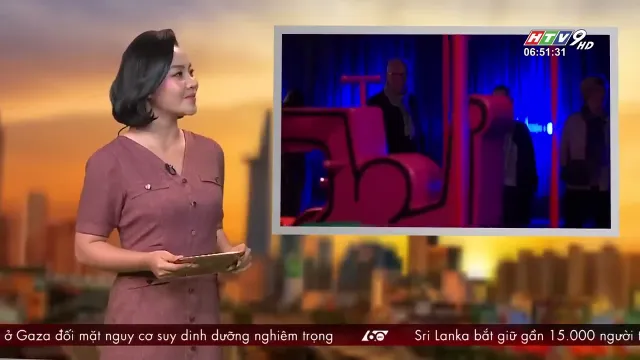 HTV9 HD
06:51:31
ở Gaza đối mặt nguy cơ suy dinh dưỡng nghiêm trọng 60 Sri Lanka bắt giữ gần 15.000 người